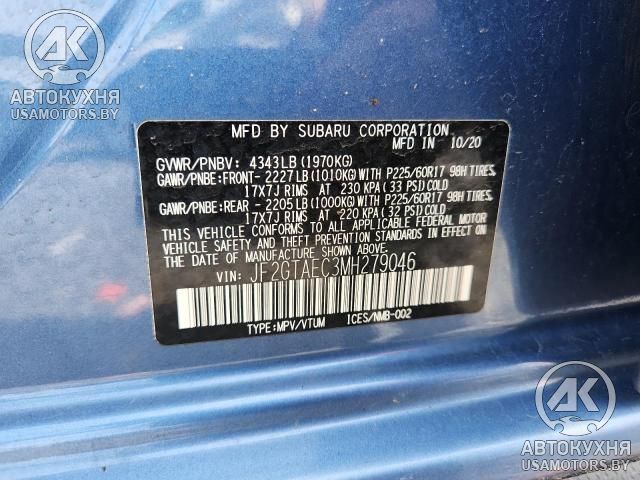 AK
АВТОКУХНЯ
USAMOTORS.BY
MFD BY SUBARU CORPORATION
MFD IN 10/20
GVWR/PNBV: 4343LB (1970KG)
GAWR/PNBE:FRONT- 2227LB(1010KG)WITH P225/60R17 98H TIRES,
17X7J RIMS AT 230 KPA (33 PSI) COLD
GAWR/PNBE:REAR - 2205LB(1000KG)WITH P225/60R17 98H TIRES,
17X7J RIMS AT 220 KPA (32 PSI) COLD
THIS VEHICLE CONFORMS TO ALL APPLICABLE FEDERAL MOTOR
VEHICLE SAFETY AND THEFT PREVENTION STANDARDS IN EFFECT
ON THE DATE OF MANUFACTURE SHOWN ABOVE.
VIN: JF2GTAEC3MH279046
TYPE:MPV/VTUM ICES/NMB-002
AK
АВТОКУХНЯ
USAMOTORS.BY